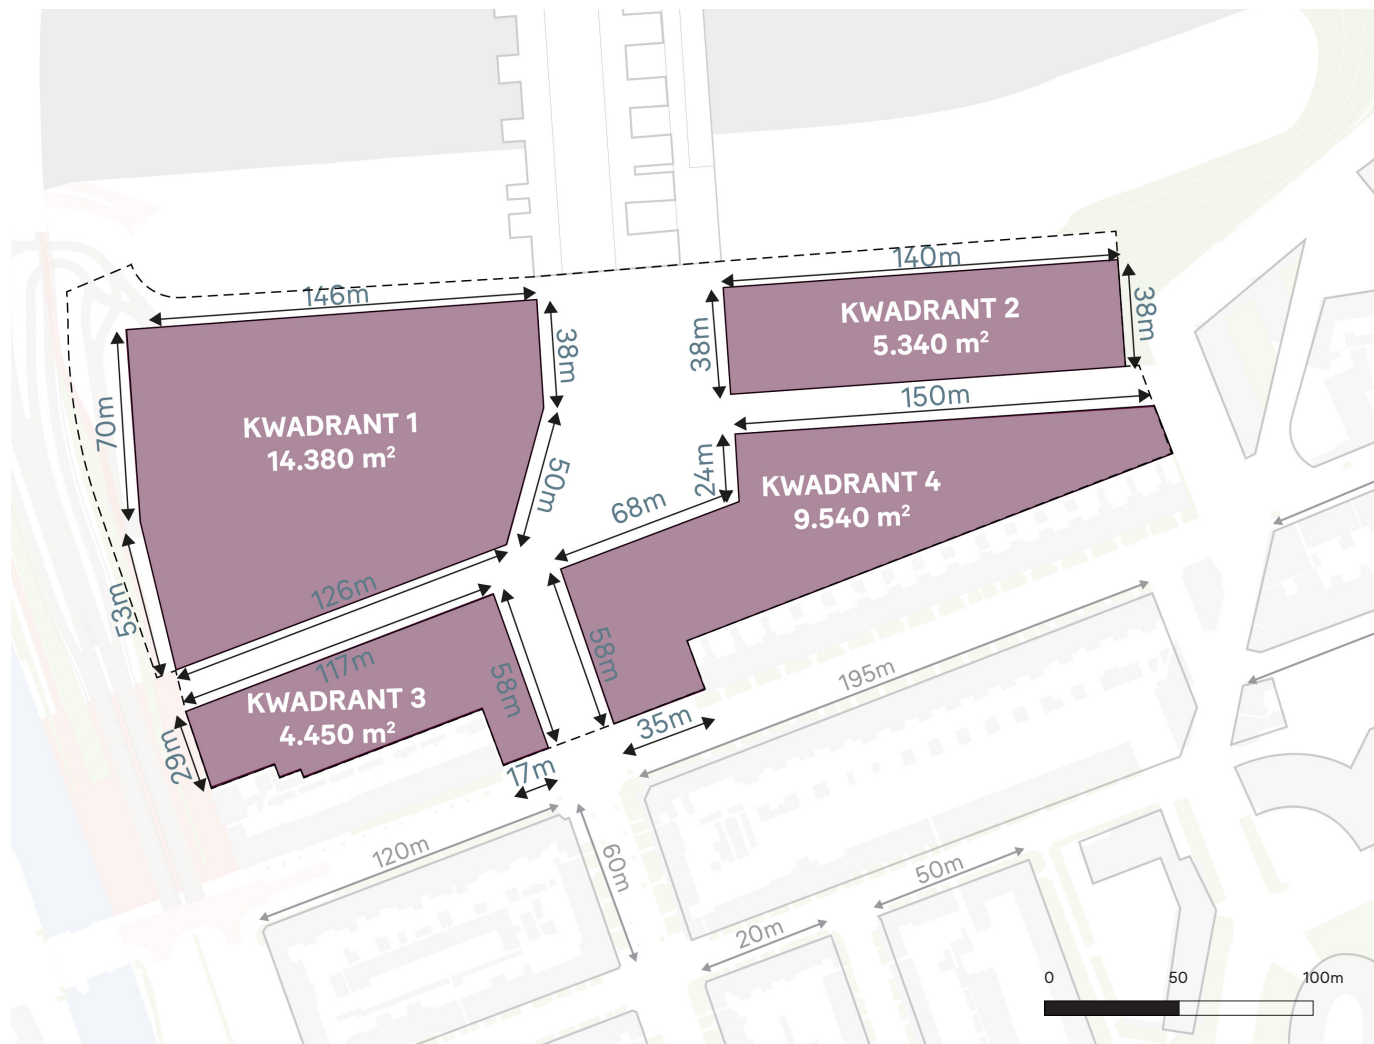 140m
146m
38m
38m
38m
KWADRANT 2
5.340 m²
150m
70m
KWADRANT 1
14.380 m²
50m
24m
KWADRANT 4
9.540 m²
68m
53m
126m
117m
58m
58m
KWADRANT 3
4.450 m²
29m
195m
35m
17m
120m
60m
50m
20m
0 50 100m